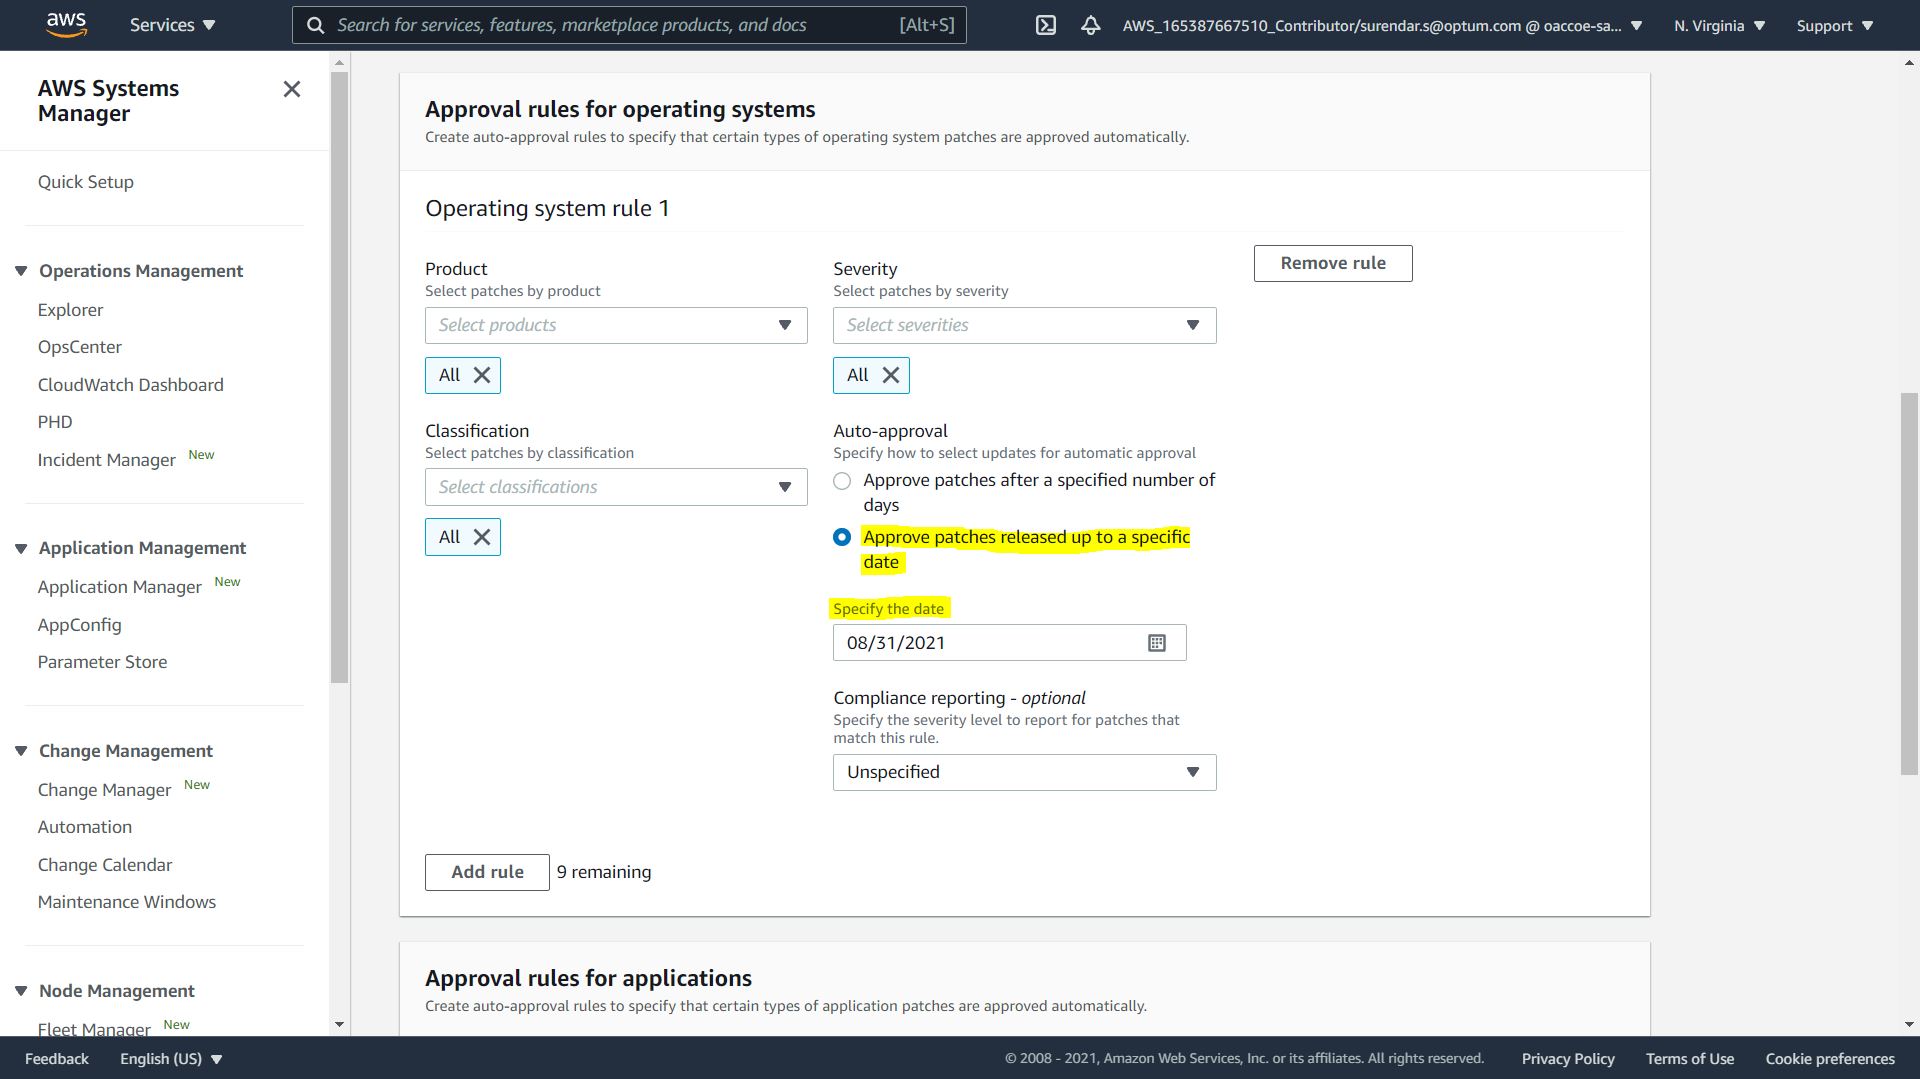 aws
Services
Search for services, features, marketplace products, and docs
[Alt+S]
AWS_165387667510_Contributor/surendar.s@optum.com @ oaccoe-sa...
N. Virginia
Support
AWS Systems
Manager
Quick Setup
Operations Management
Explorer
OpsCenter
CloudWatch Dashboard
PHD
Incident Manager New
Application Management
Application Manager New
AppConfig
Parameter Store
Change Management
Change Manager New
Automation
Change Calendar
Maintenance Windows
Node Management
Fleet Manager New
Approval rules for operating systems
Create auto-approval rules to specify that certain types of operating system patches are approved automatically.
Operating system rule 1
Product
Select patches by product
Select products
All
Severity
Select patches by severity
Select severities
All
Remove rule
Classification
Select patches by classification
Select classifications
All
Auto-approval
Specify how to select updates for automatic approval
Approve patches after a specified number of
days
Approve patches released up to a specific
date
Specify the date
08/31/2021
Compliance reporting - optional
Specify the severity level to report for patches that
match this rule.
Unspecified
Add rule
9 remaining
Approval rules for applications
Create auto-approval rules to specify that certain types of application patches are approved automatically.
Feedback
English (US)
© 2008 - 2021, Amazon Web Services, Inc. or its affiliates. All rights reserved.
Privacy Policy
Terms of Use
Cookie preferences